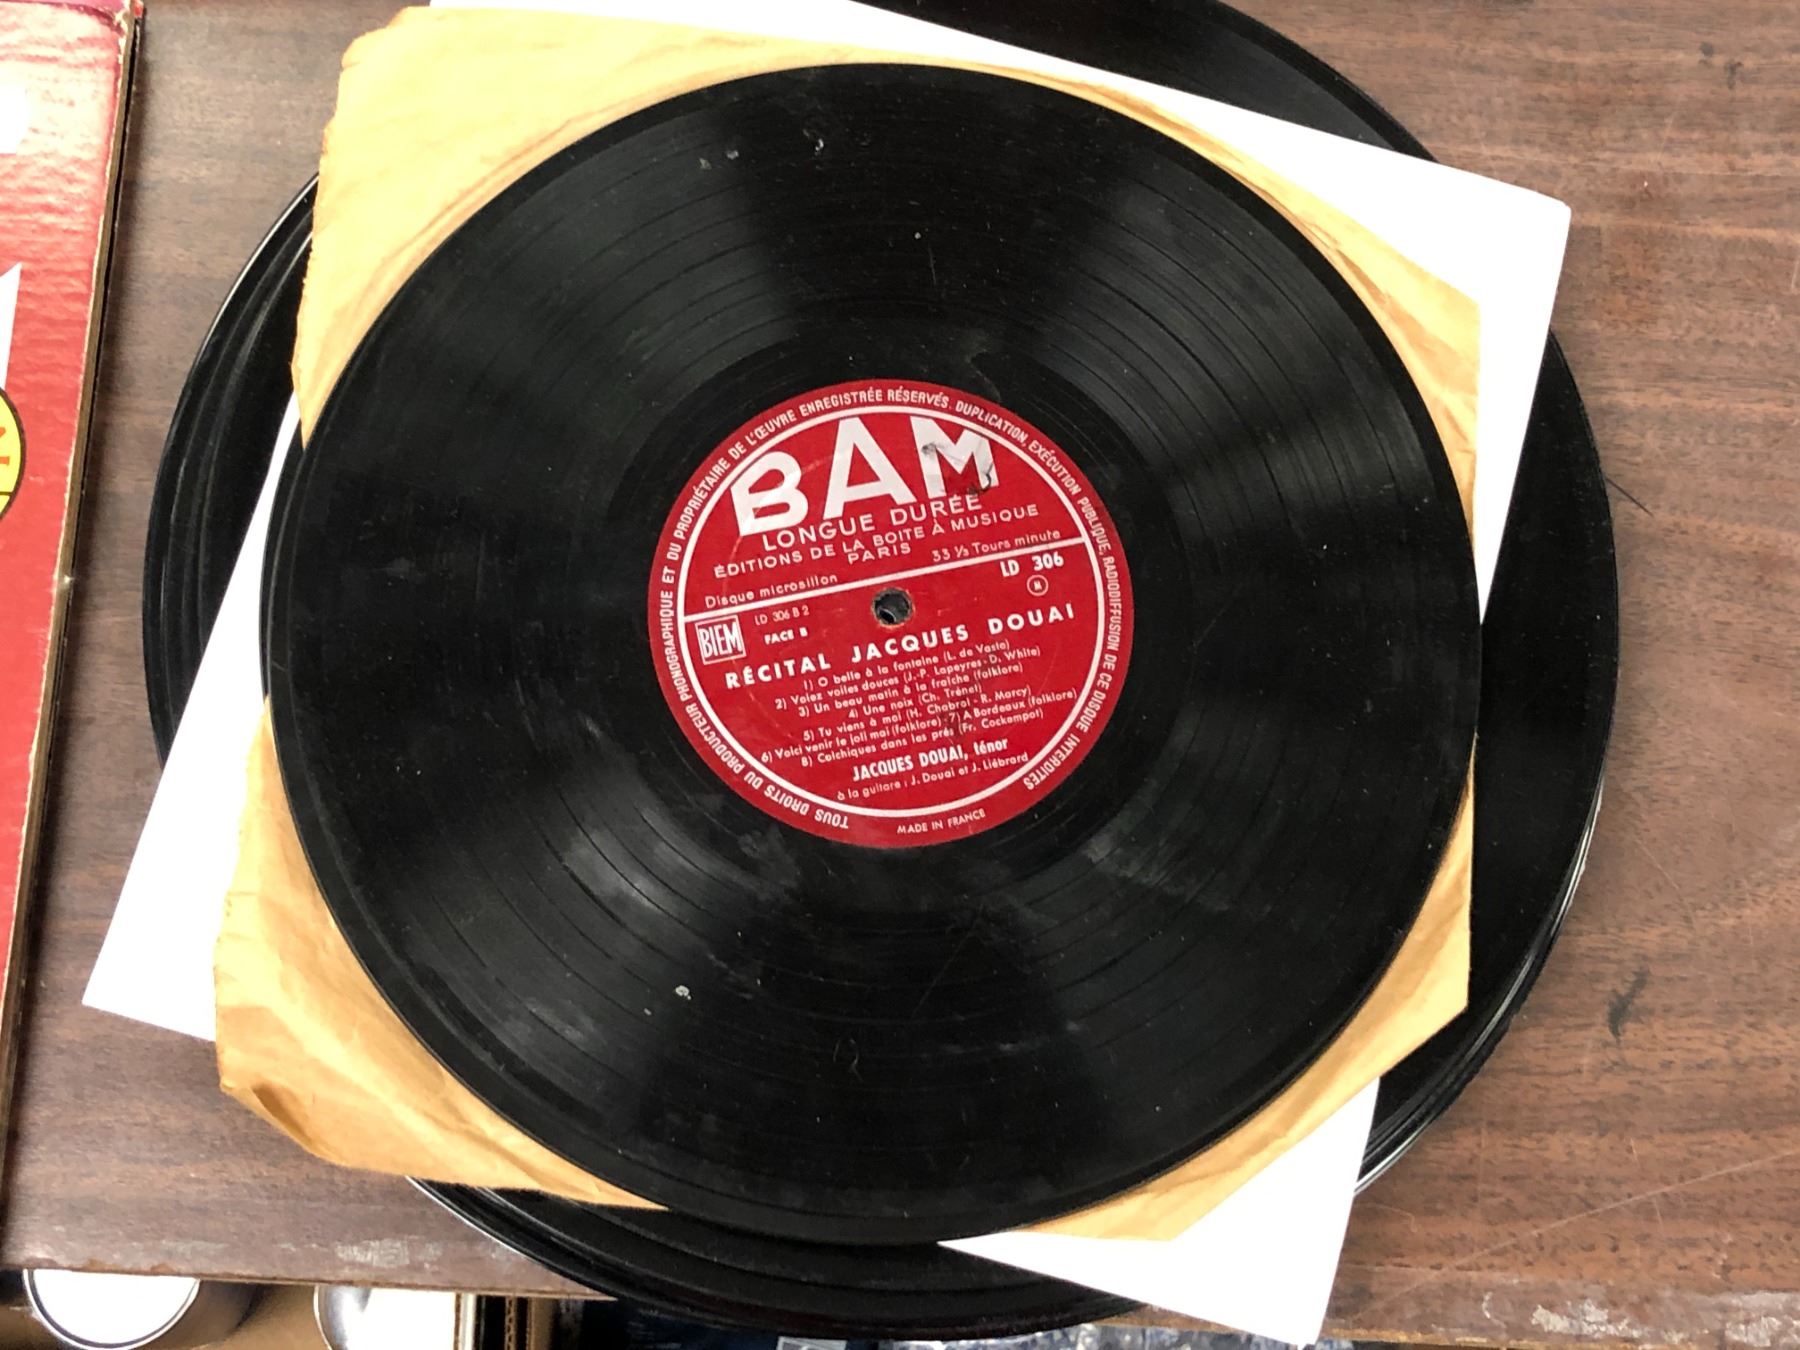 TOUS DROITS DU PRODUCTEUR PHONOGRAPHIQUE ET DU PROPRIÉTAIRE DE L'ŒUVRE ENREGISTRÉE RÉSERVÉS. DUPLICATION, EXÉCUTION PUBLIQUE, RADIODIFFUSION DE CE DISQUE INTERDITES
BAM
LONGUE DURÉE
ÉDITIONS DE LA BOITE À MUSIQUE
PARIS
Disque microsillon 33 ⅓ Tours minute
LD 306
M
BIEM
LD 306 B 2
FACE B
RÉCITAL JACQUES DOUAI
1) O belle à la fontaine (L. de Vasla)
2) Voiez voiles douces (J.-P. Lapeyres - D. White)
3) Un beau matin à la fraîche (folklore)
4) Une noix (Ch. Trénet)
5) Tu viens à moi (H. Chabrol - R. Marcy)
6) Voici venir le joli mai (folklore) 7) A Bordeaux (folklore)
8) Colchiques dans les prés (Fr. Cockempot)
JACQUES DOUAI, ténor
à la guitare : J. Douai et J. Liébrard
MADE IN FRANCE